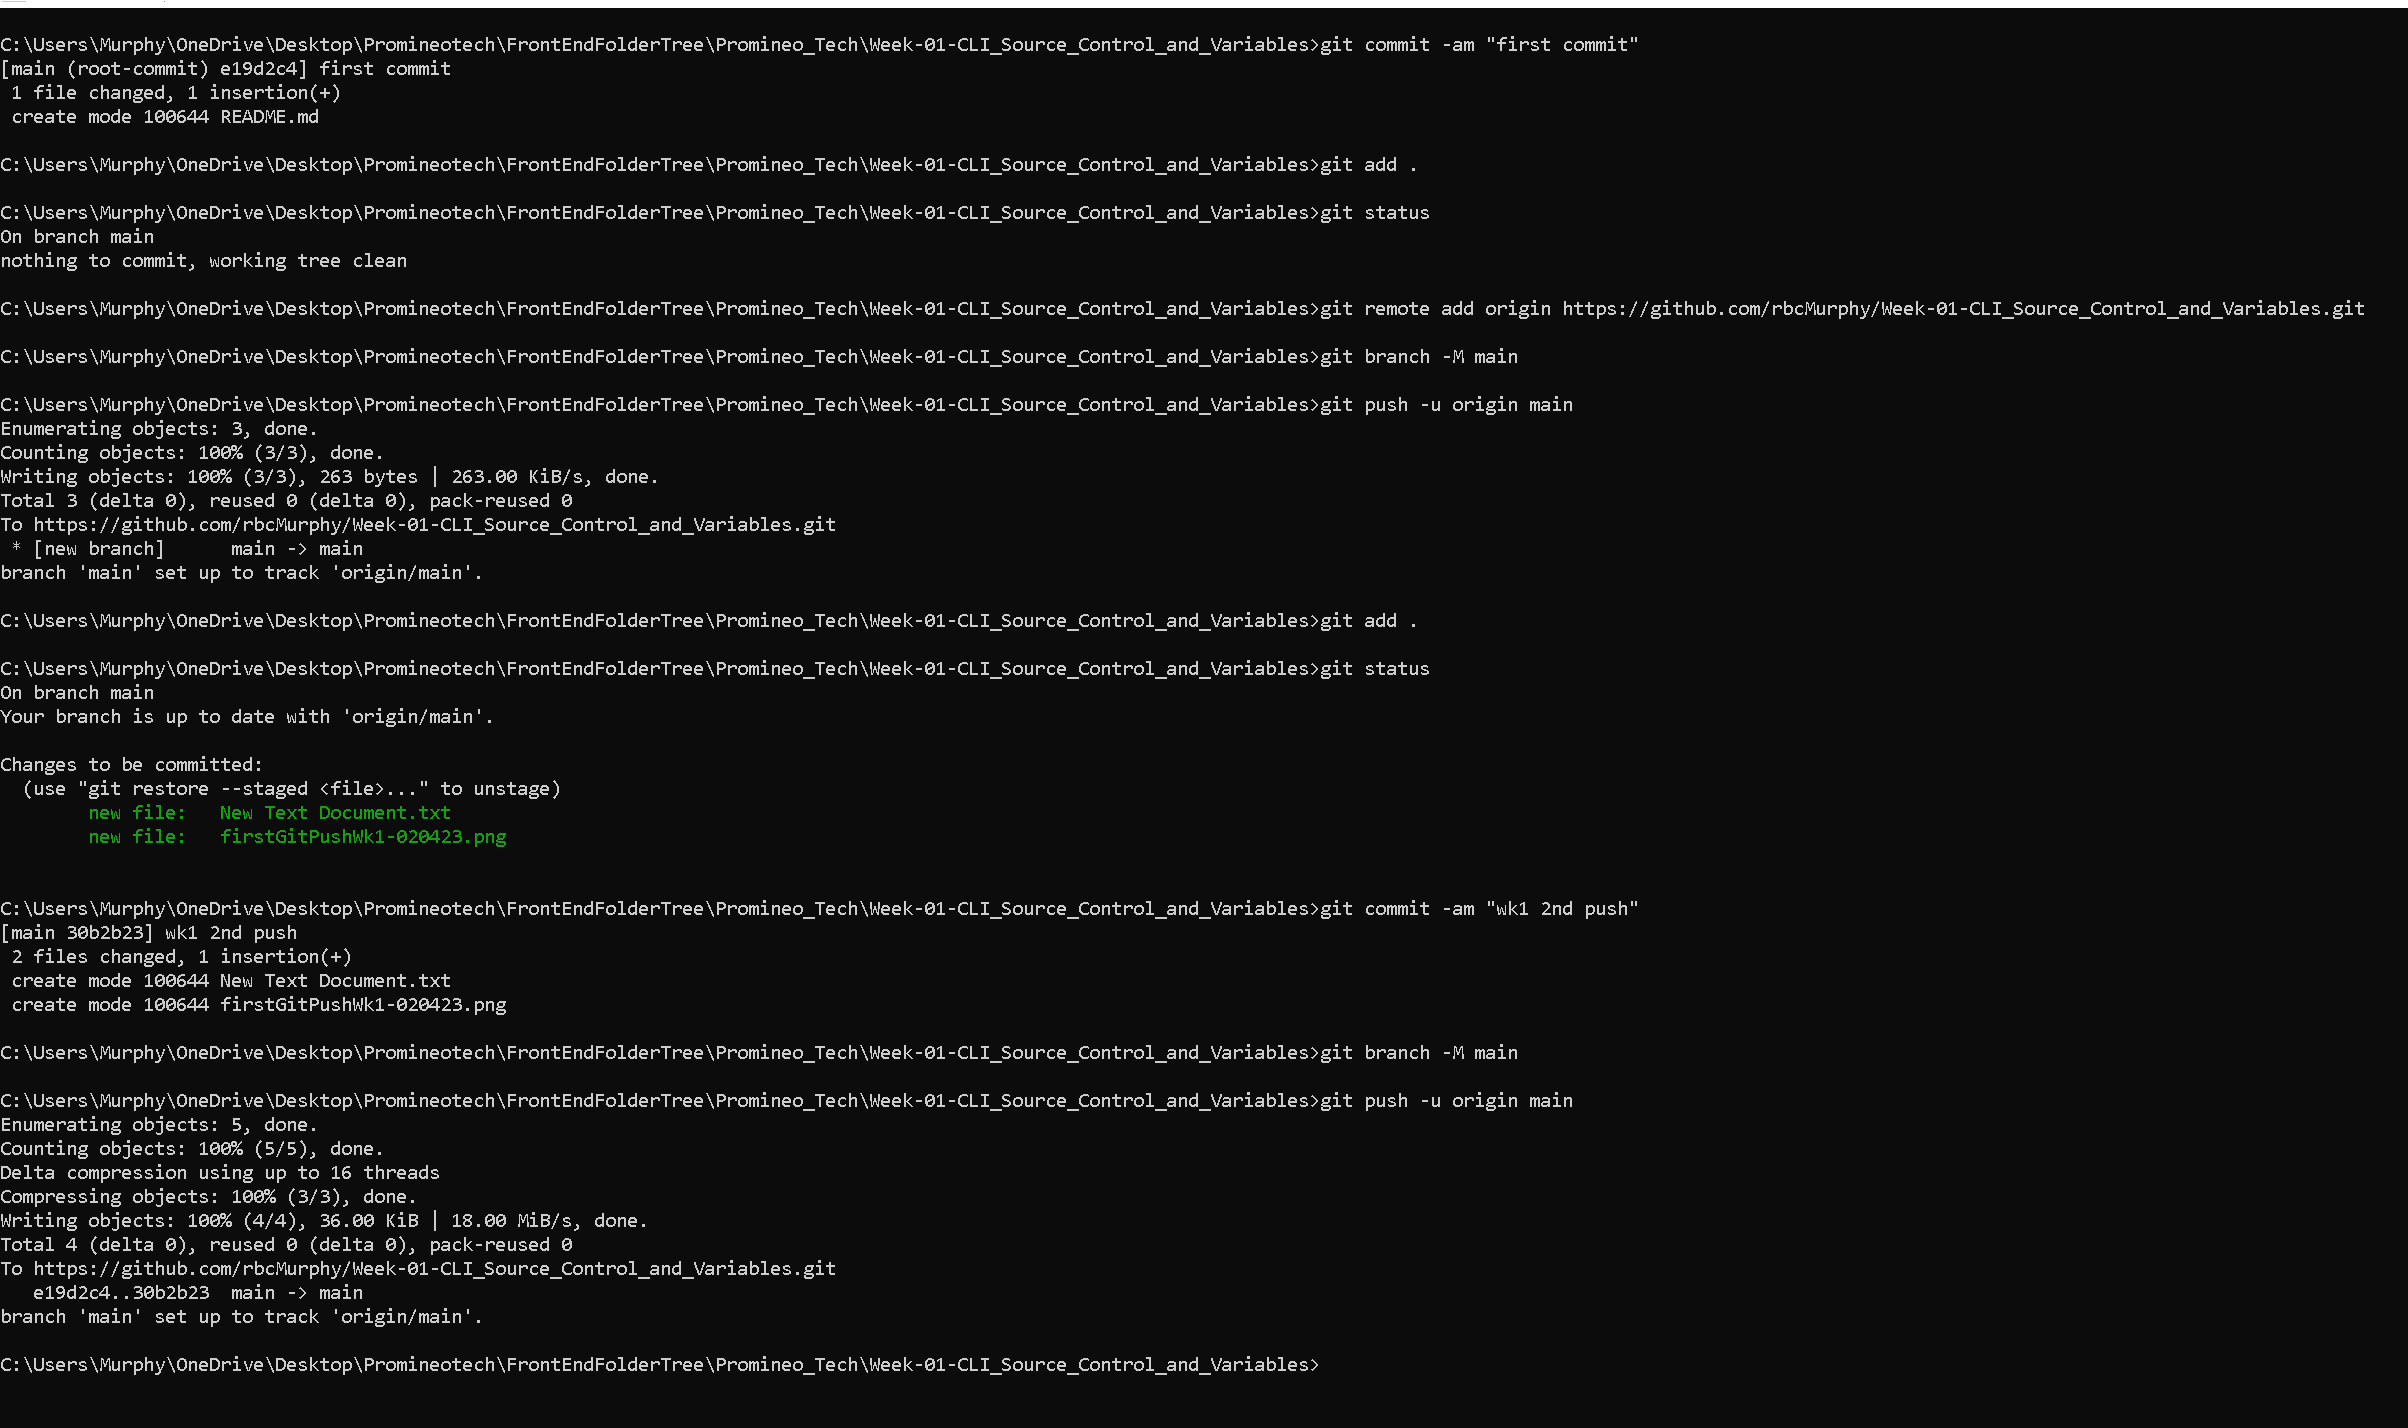 C:\Users\Murphy\OneDrive\Desktop\Promineotech\FrontEndFolderTree\Promineo_Tech\Week-01-CLI_Source_Control_and_Variables>git commit -am "first commit"
[main (root-commit) e19d2c4] first commit
 1 file changed, 1 insertion(+)
 create mode 100644 README.md

C:\Users\Murphy\OneDrive\Desktop\Promineotech\FrontEndFolderTree\Promineo_Tech\Week-01-CLI_Source_Control_and_Variables>git add .

C:\Users\Murphy\OneDrive\Desktop\Promineotech\FrontEndFolderTree\Promineo_Tech\Week-01-CLI_Source_Control_and_Variables>git status
On branch main
nothing to commit, working tree clean

C:\Users\Murphy\OneDrive\Desktop\Promineotech\FrontEndFolderTree\Promineo_Tech\Week-01-CLI_Source_Control_and_Variables>git remote add origin https://github.com/rbcMurphy/Week-01-CLI_Source_Control_and_Variables.git

C:\Users\Murphy\OneDrive\Desktop\Promineotech\FrontEndFolderTree\Promineo_Tech\Week-01-CLI_Source_Control_and_Variables>git branch -M main

C:\Users\Murphy\OneDrive\Desktop\Promineotech\FrontEndFolderTree\Promineo_Tech\Week-01-CLI_Source_Control_and_Variables>git push -u origin main
Enumerating objects: 3, done.
Counting objects: 100% (3/3), done.
Writing objects: 100% (3/3), 263 bytes | 263.00 KiB/s, done.
Total 3 (delta 0), reused 0 (delta 0), pack-reused 0
To https://github.com/rbcMurphy/Week-01-CLI_Source_Control_and_Variables.git
 * [new branch]      main -> main
branch 'main' set up to track 'origin/main'.

C:\Users\Murphy\OneDrive\Desktop\Promineotech\FrontEndFolderTree\Promineo_Tech\Week-01-CLI_Source_Control_and_Variables>git add .

C:\Users\Murphy\OneDrive\Desktop\Promineotech\FrontEndFolderTree\Promineo_Tech\Week-01-CLI_Source_Control_and_Variables>git status
On branch main
Your branch is up to date with 'origin/main'.

Changes to be committed:
  (use "git restore --staged <file>..." to unstage)
        new file:   New Text Document.txt
        new file:   firstGitPushWk1-020423.png

C:\Users\Murphy\OneDrive\Desktop\Promineotech\FrontEndFolderTree\Promineo_Tech\Week-01-CLI_Source_Control_and_Variables>git commit -am "wk1 2nd push"
[main 30b2b23] wk1 2nd push
 2 files changed, 1 insertion(+)
 create mode 100644 New Text Document.txt
 create mode 100644 firstGitPushWk1-020423.png

C:\Users\Murphy\OneDrive\Desktop\Promineotech\FrontEndFolderTree\Promineo_Tech\Week-01-CLI_Source_Control_and_Variables>git branch -M main

C:\Users\Murphy\OneDrive\Desktop\Promineotech\FrontEndFolderTree\Promineo_Tech\Week-01-CLI_Source_Control_and_Variables>git push -u origin main
Enumerating objects: 5, done.
Counting objects: 100% (5/5), done.
Delta compression using up to 16 threads
Compressing objects: 100% (3/3), done.
Writing objects: 100% (4/4), 36.00 KiB | 18.00 MiB/s, done.
Total 4 (delta 0), reused 0 (delta 0), pack-reused 0
To https://github.com/rbcMurphy/Week-01-CLI_Source_Control_and_Variables.git
   e19d2c4..30b2b23  main -> main
branch 'main' set up to track 'origin/main'.

C:\Users\Murphy\OneDrive\Desktop\Promineotech\FrontEndFolderTree\Promineo_Tech\Week-01-CLI_Source_Control_and_Variables>